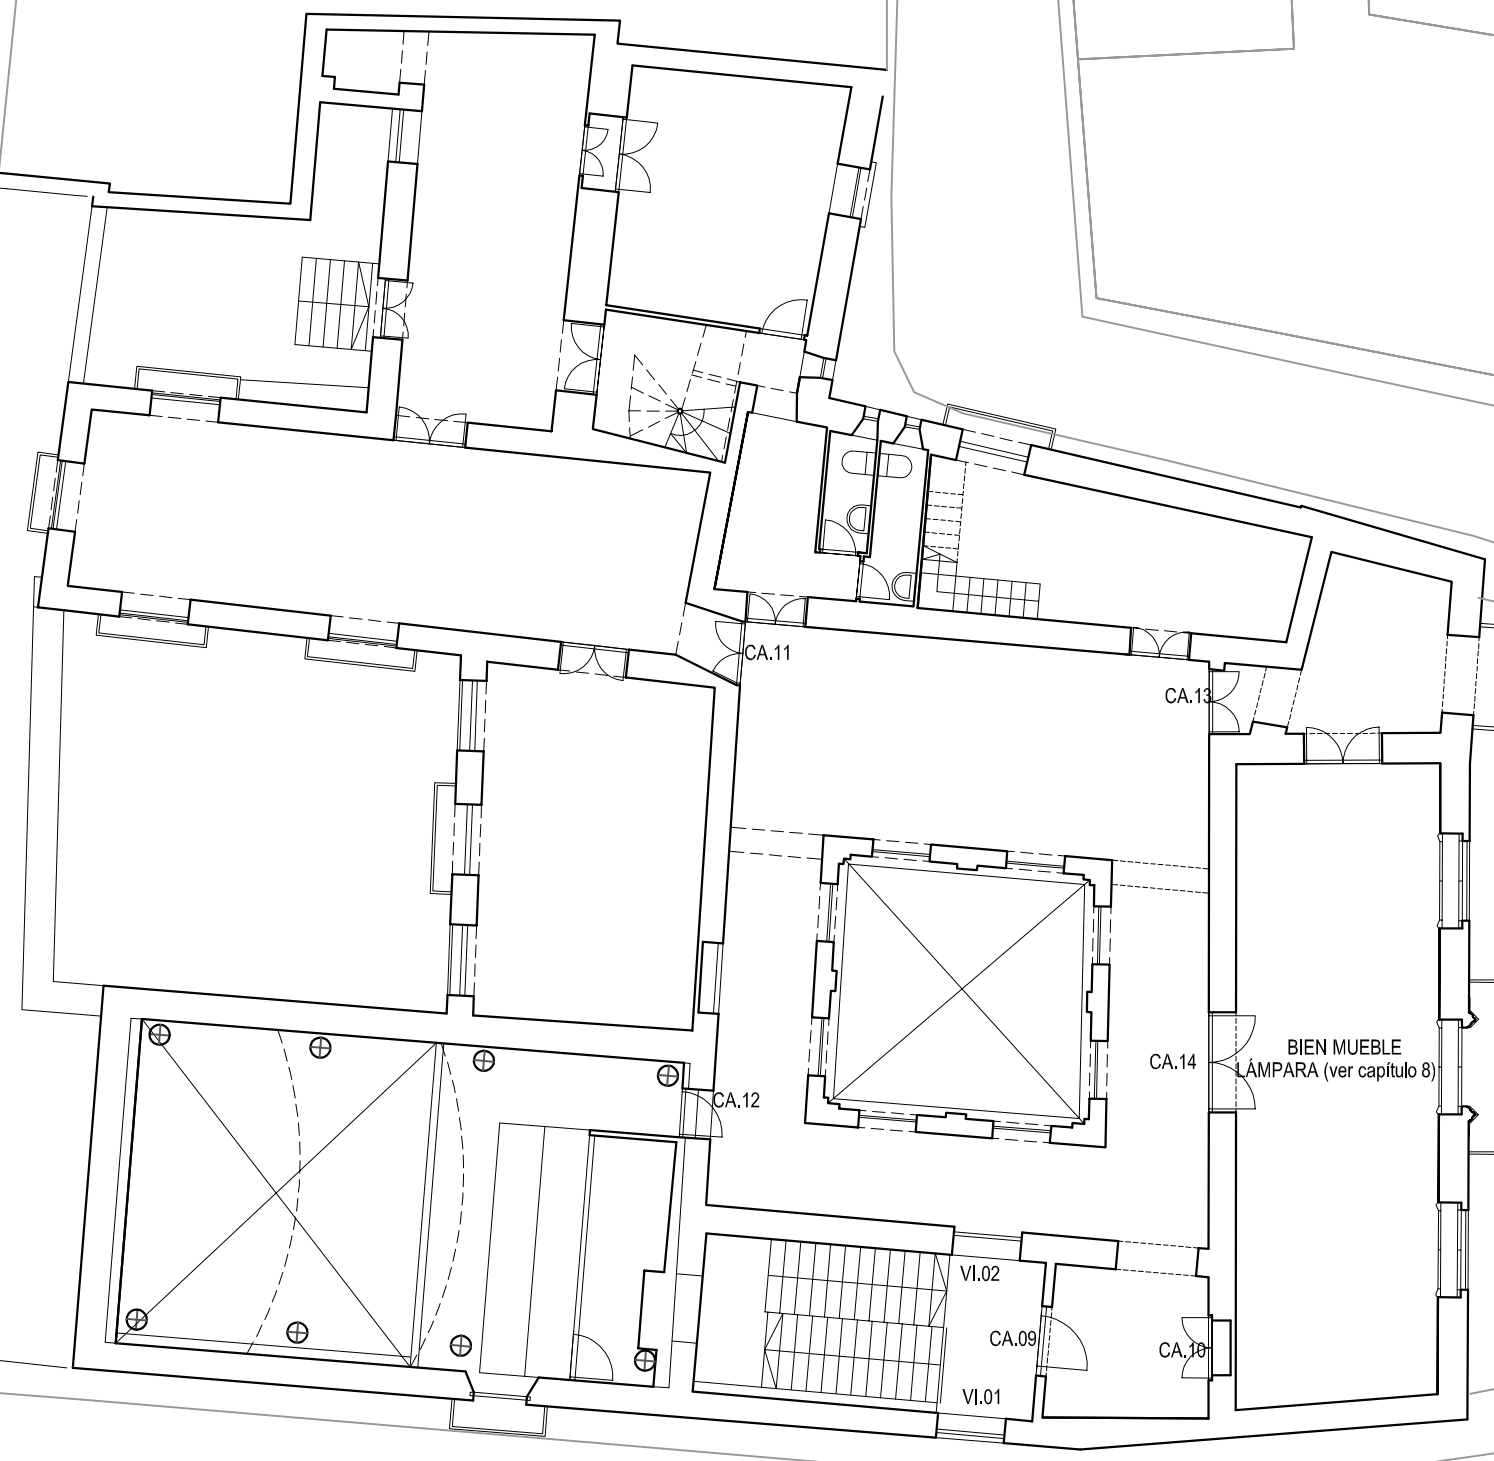 CA.11
CA.13
BIEN MUEBLE
LÁMPARA (ver capítulo 8)
CA.14
CA.12
VI.02
CA.09
CA.10
VI.01